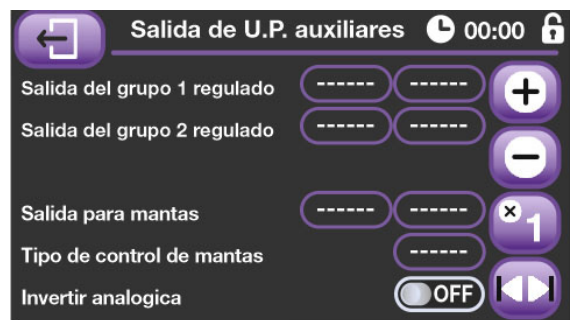 Salida de U.P. auxiliares 00:00
Salida del grupo 1 regulado ------ ------
Salida del grupo 2 regulado ------ ------
Salida para mantas ------ ------
×1
Tipo de control de mantas ------
Invertir analogica OFF